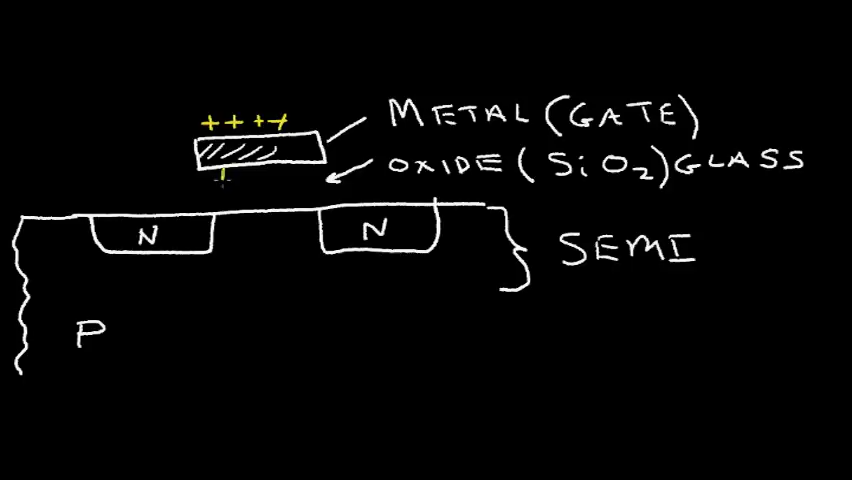 ++++
METAL (GATE)
OXIDE (SiO2) GLASS
N
N
SEMI
P